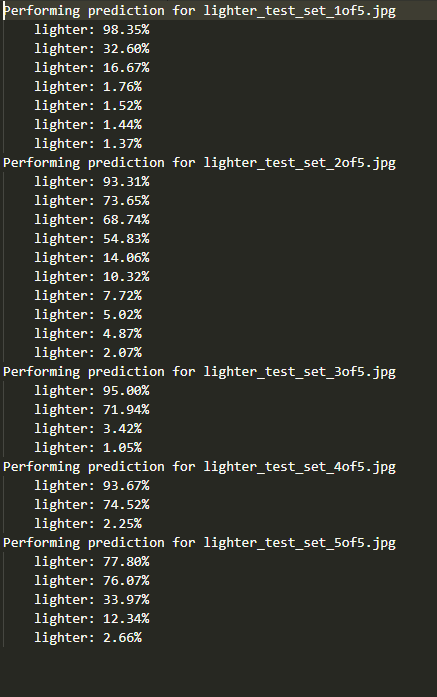 Performing prediction for lighter_test_set_1of5.jpg
lighter: 98.35%
lighter: 32.60%
lighter: 16.67%
lighter: 1.76%
lighter: 1.52%
lighter: 1.44%
lighter: 1.37%
Performing prediction for lighter_test_set_2of5.jpg
lighter: 93.31%
lighter: 73.65%
lighter: 68.74%
lighter: 54.83%
lighter: 14.06%
lighter: 10.32%
lighter: 7.72%
lighter: 5.02%
lighter: 4.87%
lighter: 2.07%
Performing prediction for lighter_test_set_3of5.jpg
lighter: 95.00%
lighter: 71.94%
lighter: 3.42%
lighter: 1.05%
Performing prediction for lighter_test_set_4of5.jpg
lighter: 93.67%
lighter: 74.52%
lighter: 2.25%
Performing prediction for lighter_test_set_5of5.jpg
lighter: 77.80%
lighter: 76.07%
lighter: 33.97%
lighter: 12.34%
lighter: 2.66%